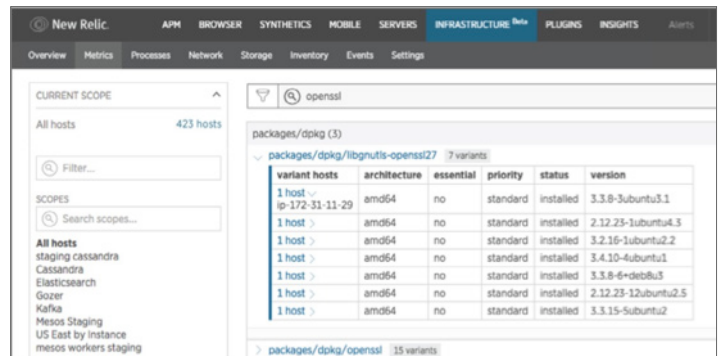 New Relic. APM BROWSER SYNTHETICS MOBILE SERVERS INFRASTRUCTURE Beta PLUGINS INSIGHTS Alerts
Overview Metrics Processes Network Storage Inventory Events Settings
CURRENT SCOPE
All hosts 423 hosts
Filter...
SCOPES
Search scopes...
All hosts
staging cassandra
Cassandra
Elasticsearch
Gozer
Kafka
Mesos Staging
US East by Instance
mesos workers staging
openssl
packages/dpkg (3)
packages/dpkg/libgnutls-openssl27 7 variants
variant hosts architecture essential priority status version
1 host amd64 no standard installed 3.3.8-3ubuntu3.1
ip-172-31-11-29
1 host amd64 no standard installed 2.12.23-1ubuntu4.3
1 host amd64 no standard installed 3.2.16-1ubuntu2.2
1 host amd64 no standard installed 3.4.10-4ubuntu1
1 host amd64 no standard installed 3.3.8-6+deb8u3
1 host amd64 no standard installed 2.12.23-12ubuntu2.5
1 host amd64 no standard installed 3.3.15-5ubuntu2
packages/dpkg/openssl 15 variants